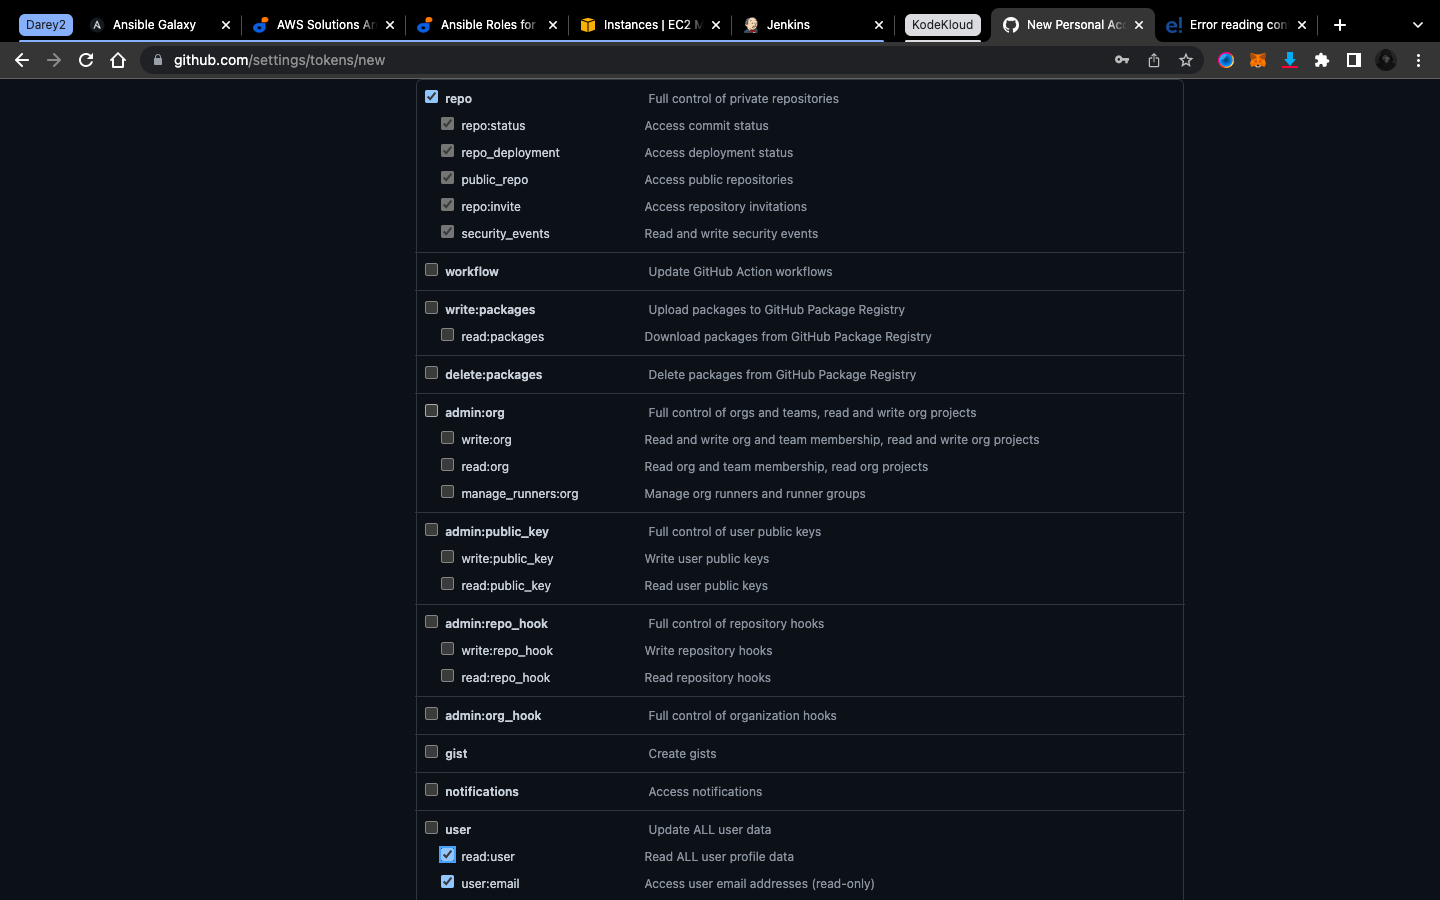 Darey2
Ansible Galaxy
AWS Solutions Ar
Ansible Roles for
Instances | EC2 M
Jenkins
KodeKloud
New Personal Acc
Error reading con
github.com/settings/tokens/new
repo Full control of private repositories
repo:status Access commit status
repo_deployment Access deployment status
public_repo Access public repositories
repo:invite Access repository invitations
security_events Read and write security events
workflow Update GitHub Action workflows
write:packages Upload packages to GitHub Package Registry
read:packages Download packages from GitHub Package Registry
delete:packages Delete packages from GitHub Package Registry
admin:org Full control of orgs and teams, read and write org projects
write:org Read and write org and team membership, read and write org projects
read:org Read org and team membership, read org projects
manage_runners:org Manage org runners and runner groups
admin:public_key Full control of user public keys
write:public_key Write user public keys
read:public_key Read user public keys
admin:repo_hook Full control of repository hooks
write:repo_hook Write repository hooks
read:repo_hook Read repository hooks
admin:org_hook Full control of organization hooks
gist Create gists
notifications Access notifications
user Update ALL user data
read:user Read ALL user profile data
user:email Access user email addresses (read-only)